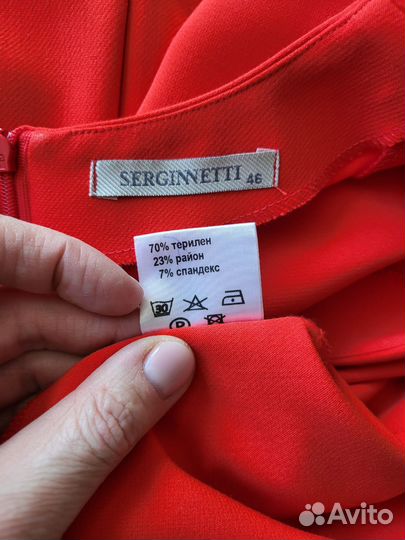 SERGINNETTI 46
70% терилен
23% район
7% спандекс
30
P
Avito